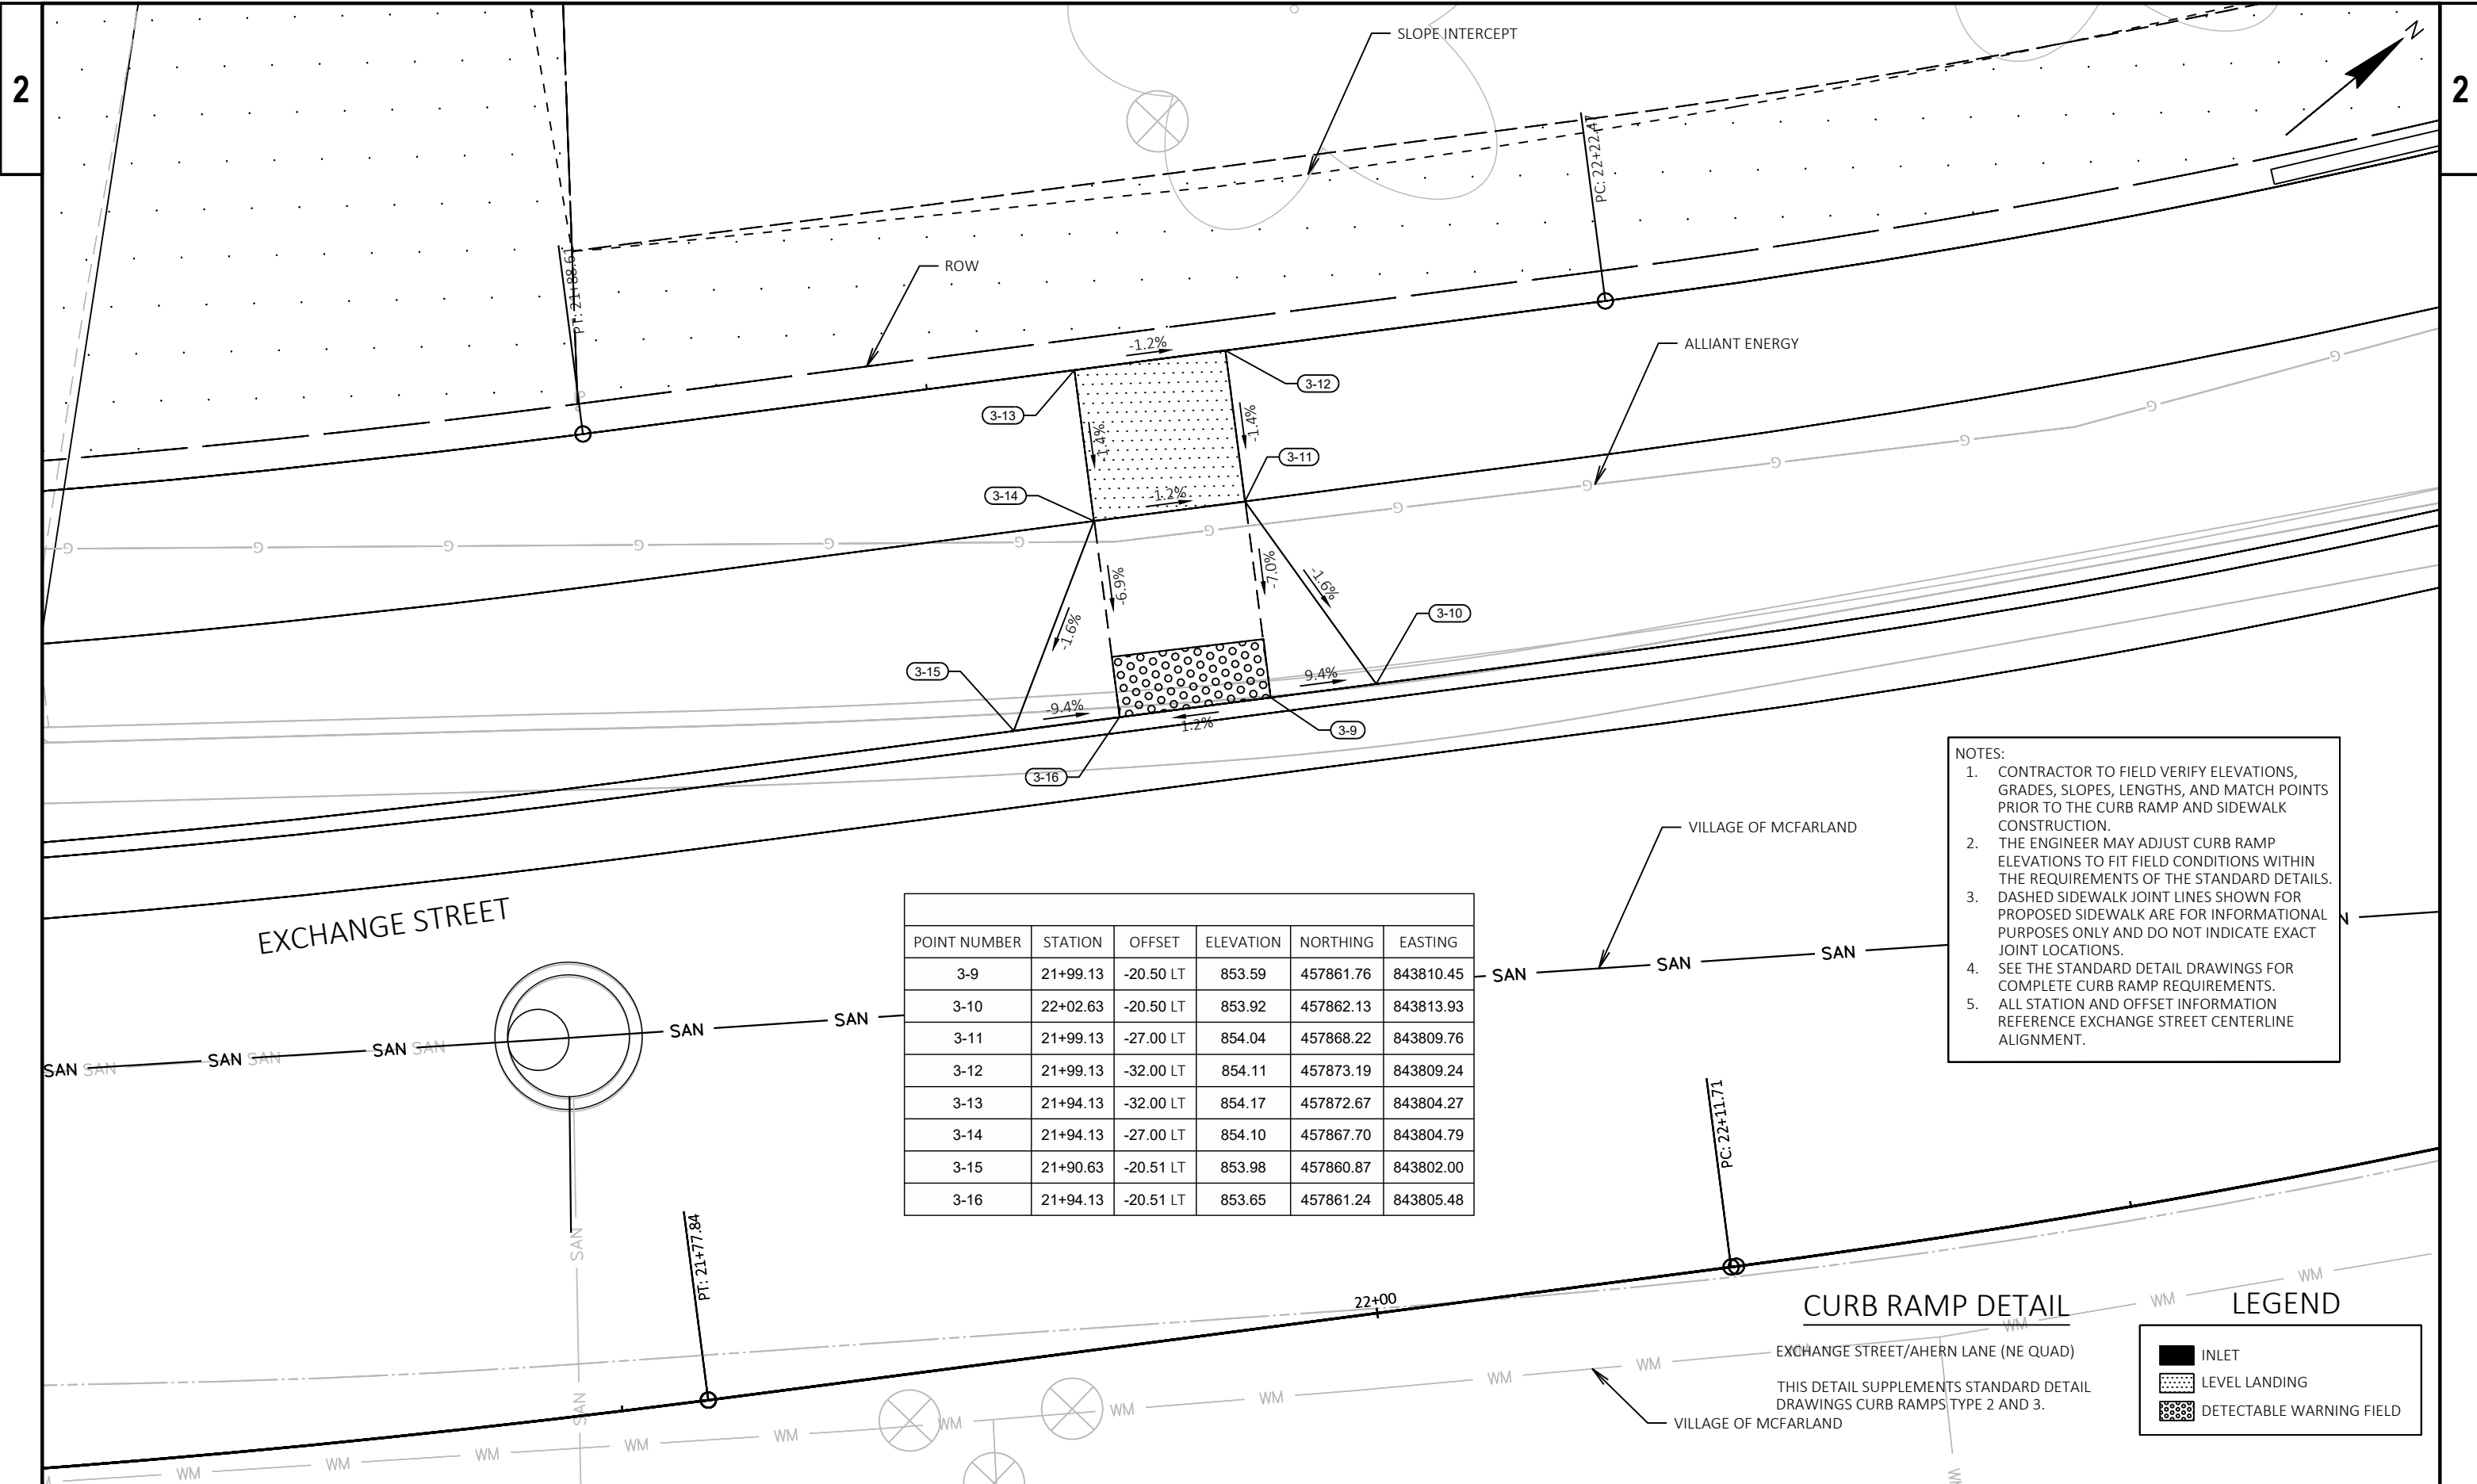 2
2
N
SLOPE INTERCEPT
PC: 22+22.47
PT: 21+88.61
ROW
ALLIANT ENERGY
-1.2%
3-12
3-13
-1.4%
-1.4%
3-11
3-14
-1.2%
G G G G G G G G G G G G G
-6.9%
-7.0%
-1.6%
-1.6%
3-10
3-15
9.4%
-9.4%
1.2%
3-9
3-16
NOTES:
1. CONTRACTOR TO FIELD VERIFY ELEVATIONS,
GRADES, SLOPES, LENGTHS, AND MATCH POINTS
PRIOR TO THE CURB RAMP AND SIDEWALK
CONSTRUCTION.
2. THE ENGINEER MAY ADJUST CURB RAMP
ELEVATIONS TO FIT FIELD CONDITIONS WITHIN
THE REQUIREMENTS OF THE STANDARD DETAILS.
3. DASHED SIDEWALK JOINT LINES SHOWN FOR
PROPOSED SIDEWALK ARE FOR INFORMATIONAL
PURPOSES ONLY AND DO NOT INDICATE EXACT
JOINT LOCATIONS.
4. SEE THE STANDARD DETAIL DRAWINGS FOR
COMPLETE CURB RAMP REQUIREMENTS.
5. ALL STATION AND OFFSET INFORMATION
REFERENCE EXCHANGE STREET CENTERLINE
ALIGNMENT.
VILLAGE OF MCFARLAND
EXCHANGE STREET
POINT NUMBER STATION OFFSET ELEVATION NORTHING EASTING
3-9 21+99.13 -20.50 LT 853.59 457861.76 843810.45
3-10 22+02.63 -20.50 LT 853.92 457862.13 843813.93
3-11 21+99.13 -27.00 LT 854.04 457868.22 843809.76
3-12 21+99.13 -32.00 LT 854.11 457873.19 843809.24
3-13 21+94.13 -32.00 LT 854.17 457872.67 843804.27
3-14 21+94.13 -27.00 LT 854.10 457867.70 843804.79
3-15 21+90.63 -20.51 LT 853.98 457860.87 843802.00
3-16 21+94.13 -20.51 LT 853.65 457861.24 843805.48
SAN SAN SAN SAN SAN SAN SAN SAN SAN SAN SAN
SAN
SAN
PC: 22+11.71
PT: 21+77.84
22+00
CURB RAMP DETAIL
EXCHANGE STREET/AHERN LANE (NE QUAD)
THIS DETAIL SUPPLEMENTS STANDARD DETAIL
DRAWINGS CURB RAMPS TYPE 2 AND 3.
VILLAGE OF MCFARLAND
LEGEND
INLET
LEVEL LANDING
DETECTABLE WARNING FIELD
WM WM WM WM WM WM WM WM WM WM WM WM WM